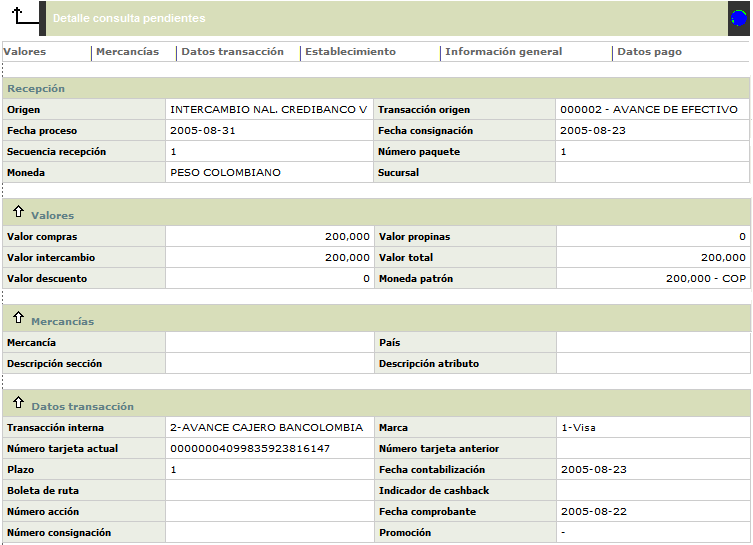 Detalle consulta pendientes
Valores Mercancías Datos transacción Establecimiento Información general Datos pago
Recepción
Origen INTERCAMBIO NAL. CREDIBANCO V Transacción origen 000002 - AVANCE DE EFECTIVO
Fecha proceso 2005-08-31 Fecha consignación 2005-08-23
Secuencia recepción 1 Número paquete 1
Moneda PESO COLOMBIANO Sucursal
Valores
Valor compras 200,000 Valor propinas 0
Valor intercambio 200,000 Valor total 200,000
Valor descuento 0 Moneda patrón 200,000 - COP
Mercancías
Mercancía País
Descripción sección Descripción atributo
Datos transacción
Transacción interna 2-AVANCE CAJERO BANCOLOMBIA Marca 1-Visa
Número tarjeta actual 00000004099835923816147 Número tarjeta anterior
Plazo 1 Fecha contabilización 2005-08-23
Boleta de ruta Indicador de cashback
Número acción Fecha comprobante 2005-08-22
Número consignación Promoción -